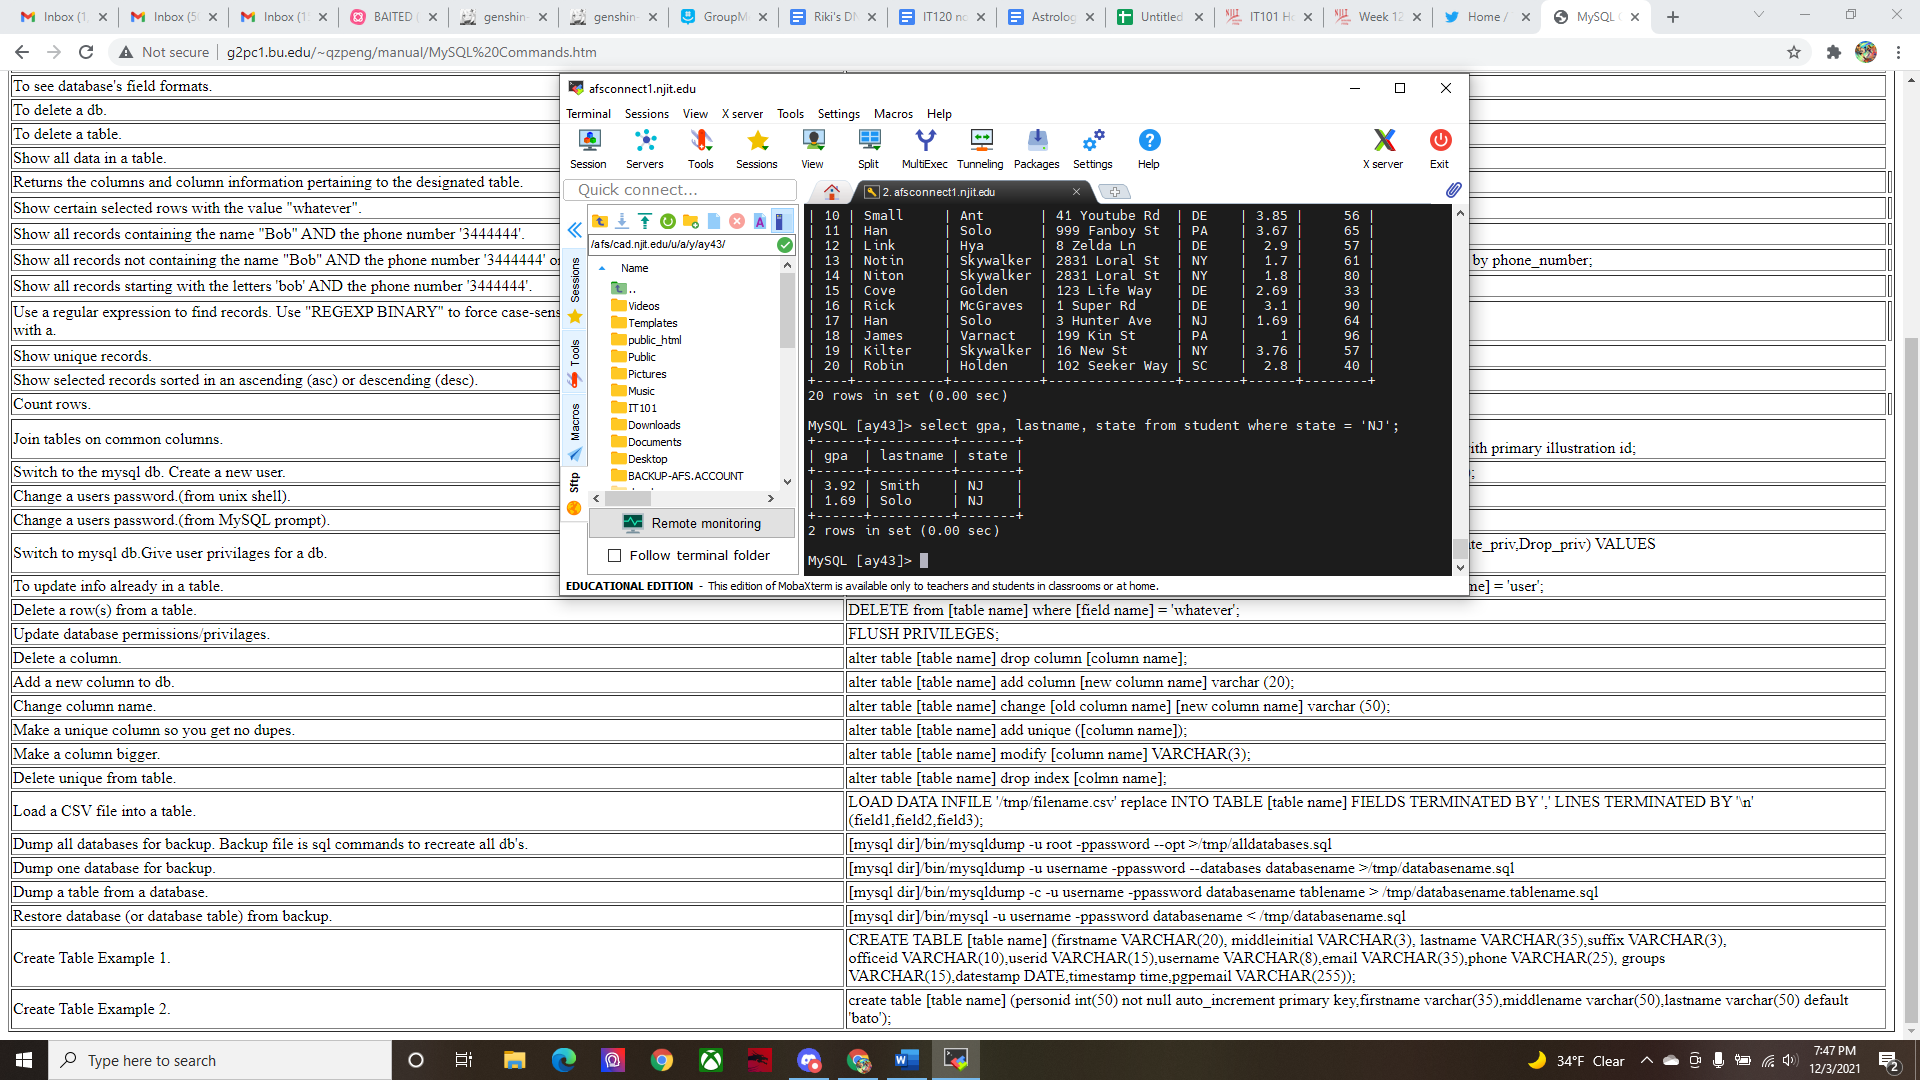 Inbox (1
Inbox (50
Inbox (1
BAITED (
genshin-
genshin-
GroupMe
Riki's DN
IT120 no
Astrolog
Untitled
IT101 Ho
Week 12
Home /
MySQL C
Not secure
g2pc1.bu.edu/~qzpeng/manual/MySQL%20Commands.htm
To see database's field formats.
To delete a db.
To delete a table.
Show all data in a table.
Returns the columns and column information pertaining to the designated table.
Show certain selected rows with the value "whatever".
Show all records containing the name "Bob" AND the phone number '3444444'.
Show all records not containing the name "Bob" AND the phone number '3444444' or
by phone_number;
Show all records starting with the letters 'bob' AND the phone number '3444444'.
Use a regular expression to find records. Use "REGEXP BINARY" to force case-sens
with a.
Show unique records.
Show selected records sorted in an ascending (asc) or descending (desc).
Count rows.
Join tables on common columns.
ith primary illustration id;
Switch to the mysql db. Create a new user.
);
Change a users password.(from unix shell).
Change a users password.(from MySQL prompt).
Switch to mysql db.Give user privilages for a db.
te_priv,Drop_priv) VALUES
To update info already in a table.
ne] = 'user';
afsconnect1.njit.edu
Terminal Sessions View X server Tools Settings Macros Help
Session Servers Tools Sessions View Split MultiExec Tunneling Packages Settings Help X server Exit
Quick connect...
2. afsconnect1.njit.edu
/afs/cad.njit.edu/u/a/y/ay43/
Name
..
Videos
Templates
public_html
Public
Pictures
Music
IT101
Downloads
Documents
Desktop
BACKUP-AFS.ACCOUNT
Sessions
Tools
Macros
Sftp
Remote monitoring
Follow terminal folder
| 10 | Small | Ant | 41 Youtube Rd | DE | 3.85 | 56 |
| 11 | Han | Solo | 999 Fanboy St | PA | 3.67 | 65 |
| 12 | Link | Hya | 8 Zelda Ln | DE | 2.9 | 57 |
| 13 | Notin | Skywalker | 2831 Loral St | NY | 1.7 | 61 |
| 14 | Niton | Skywalker | 2831 Loral St | NY | 1.8 | 80 |
| 15 | Cove | Golden | 123 Life Way | DE | 2.69 | 33 |
| 16 | Rick | McGraves | 1 Super Rd | DE | 3.1 | 90 |
| 17 | Han | Solo | 3 Hunter Ave | NJ | 1.69 | 64 |
| 18 | James | Varnact | 199 Kin St | PA | 1 | 96 |
| 19 | Kilter | Skywalker | 16 New St | NY | 3.76 | 57 |
| 20 | Robin | Holden | 102 Seeker Way | SC | 2.8 | 40 |
+----+-----------+-----------+----------------+-------+------+--------+
20 rows in set (0.00 sec)
MySQL [ay43]> select gpa, lastname, state from student where state = 'NJ';
+------+----------+-------+
| gpa | lastname | state |
+------+----------+-------+
| 3.92 | Smith | NJ |
| 1.69 | Solo | NJ |
+------+----------+-------+
2 rows in set (0.00 sec)
MySQL [ay43]>
EDUCATIONAL EDITION - This edition of MobaXterm is available only to teachers and students in classrooms or at home.
Delete a row(s) from a table.
DELETE from [table name] where [field name] = 'whatever';
Update database permissions/privilages.
FLUSH PRIVILEGES;
Delete a column.
alter table [table name] drop column [column name];
Add a new column to db.
alter table [table name] add column [new column name] varchar (20);
Change column name.
alter table [table name] change [old column name] [new column name] varchar (50);
Make a unique column so you get no dupes.
alter table [table name] add unique ([column name]);
Make a column bigger.
alter table [table name] modify [column name] VARCHAR(3);
Delete unique from table.
alter table [table name] drop index [colmn name];
Load a CSV file into a table.
LOAD DATA INFILE '/tmp/filename.csv' replace INTO TABLE [table name] FIELDS TERMINATED BY ',' LINES TERMINATED BY '\n'
(field1,field2,field3);
Dump all databases for backup. Backup file is sql commands to recreate all db's.
[mysql dir]/bin/mysqldump -u root -ppassword --opt >/tmp/alldatabases.sql
Dump one database for backup.
[mysql dir]/bin/mysqldump -u username -ppassword --databases databasename >/tmp/databasename.sql
Dump a table from a database.
[mysql dir]/bin/mysqldump -c -u username -ppassword databasename tablename > /tmp/databasename.tablename.sql
Restore database (or database table) from backup.
[mysql dir]/bin/mysql -u username -ppassword databasename < /tmp/databasename.sql
Create Table Example 1.
CREATE TABLE [table name] (firstname VARCHAR(20), middleinitial VARCHAR(3), lastname VARCHAR(35),suffix VARCHAR(3),
officeid VARCHAR(10),userid VARCHAR(15),username VARCHAR(8),email VARCHAR(35),phone VARCHAR(25), groups
VARCHAR(15),datestamp DATE,timestamp time,pgpemail VARCHAR(255));
Create Table Example 2.
create table [table name] (personid int(50) not null auto_increment primary key,firstname varchar(35),middlename varchar(50),lastname varchar(50) default
'bato');
Type here to search
34°F Clear
7:47 PM
12/3/2021
2